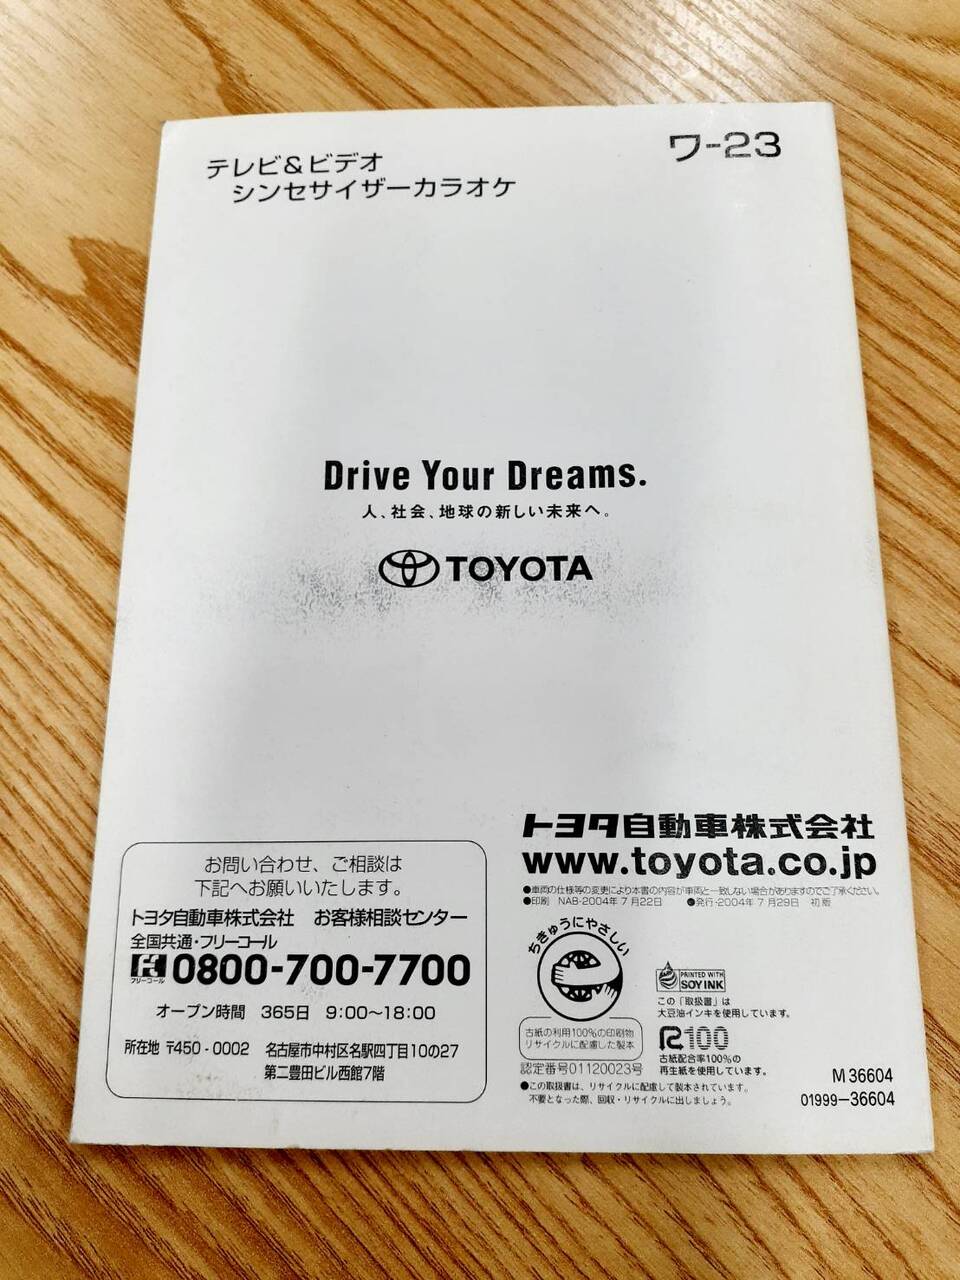 テレビ&ビデオ
シンセサイザーカラオケ
ワ-23
Drive Your Dreams.
人、社会、地球の新しい未来へ。
TOYOTA
お問い合わせ、ご相談は
下記へお願いいたします。
トヨタ自動車株式会社 お客様相談センター
全国共通・フリーコール
フリーコール 0800-700-7700
オープン時間 365日 9:00~18:00
所在地 〒450-0002 名古屋市中村区名駅四丁目10の27
第二豊田ビル西館7階
トヨタ自動車株式会社
www.toyota.co.jp
●車両の仕様等の変更により本書の内容が車両と一致しない場合がありますのでご了承ください。
●印刷 NAB-2004年7月22日 ●発行-2004年7月29日 初版
ちきゅうにやさしい
古紙の利用100%の印刷物
リサイクルに配慮した製本
認定番号01120023号
PRINTED WITH
SOY INK
この「取扱書」は
大豆油インキを使用しています。
R100
古紙配合率100%の
再生紙を使用しています。
●この取扱書は、リサイクルに配慮して製本されています。
不要となった際、回収・リサイクルに出しましょう。
M 36604
01999-36604